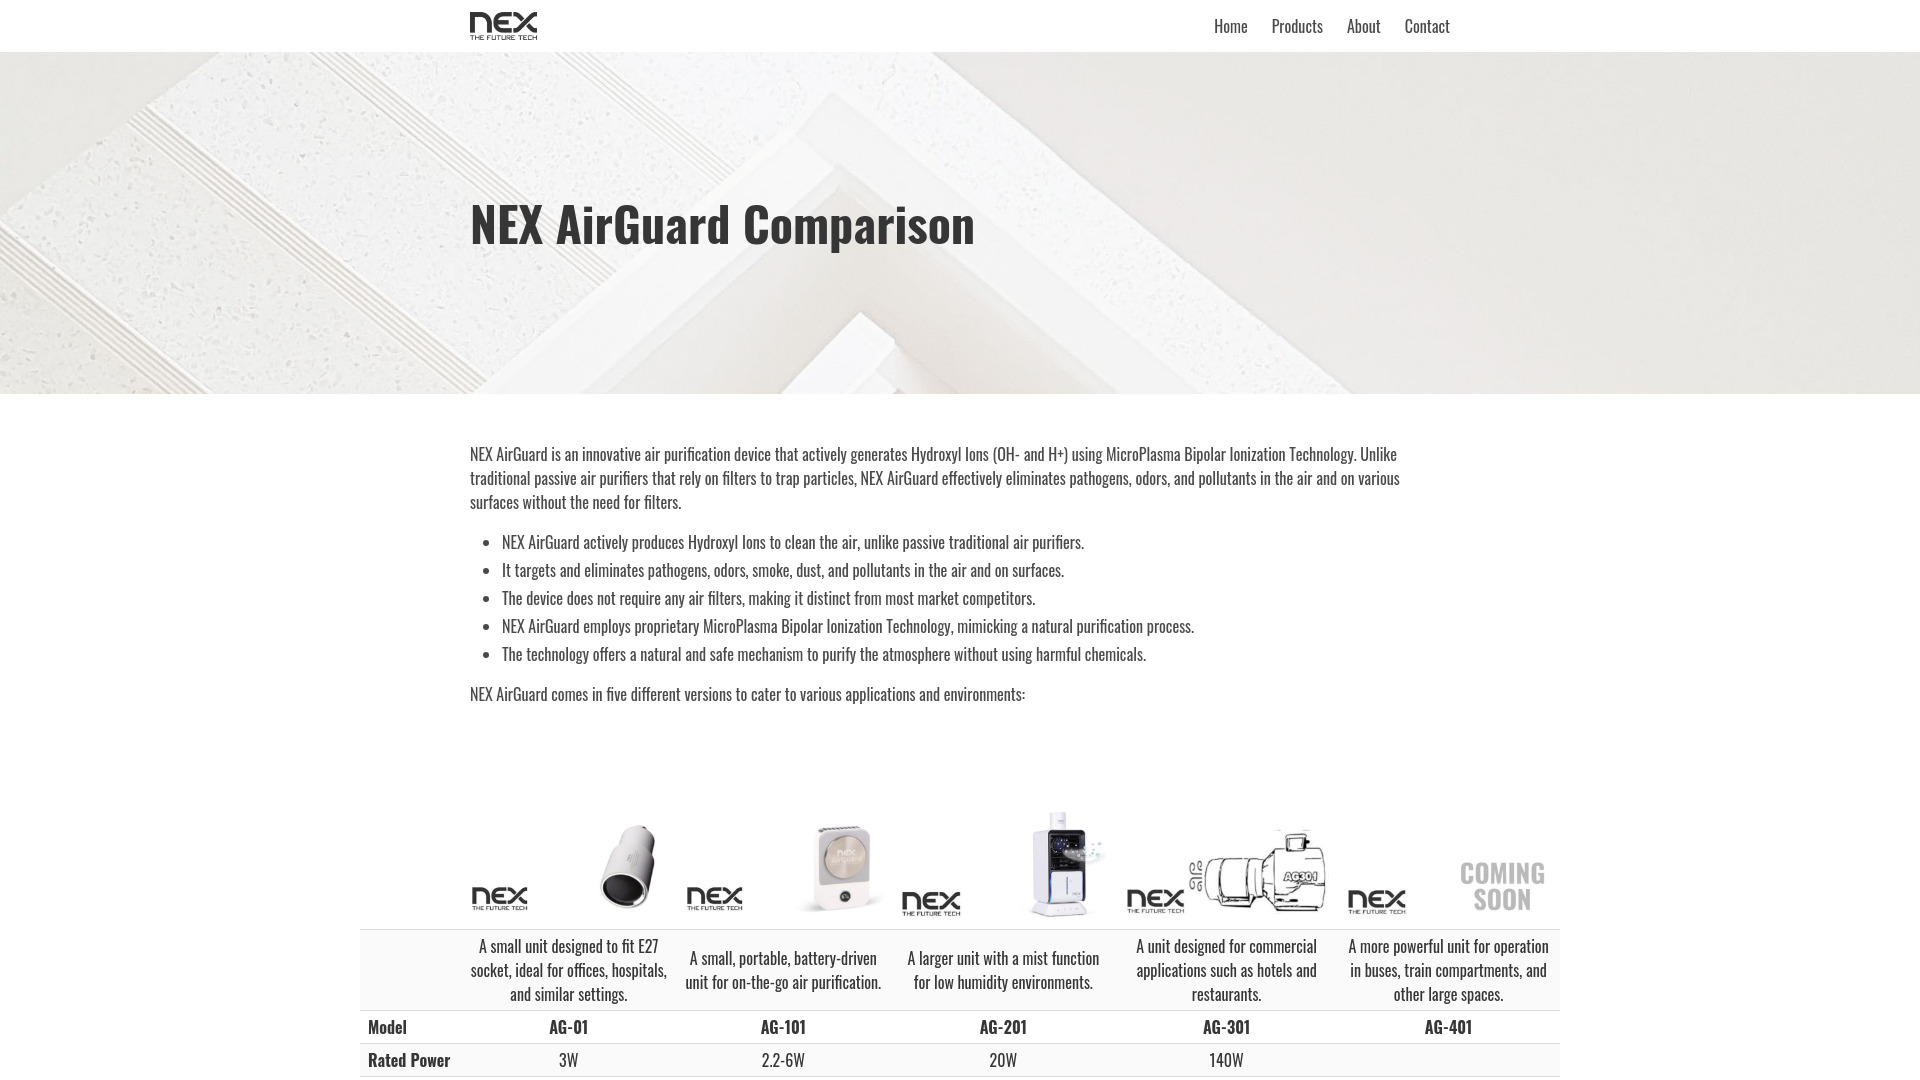 nex
THE FUTURE TECH
Home Products About Contact
NEX AirGuard Comparison
NEX AirGuard is an innovative air purification device that actively generates Hydroxyl Ions (OH- and H+) using MicroPlasma Bipolar Ionization Technology. Unlike
traditional passive air purifiers that rely on filters to trap particles, NEX AirGuard effectively eliminates pathogens, odors, and pollutants in the air and on various
surfaces without the need for filters.
• NEX AirGuard actively produces Hydroxyl Ions to clean the air, unlike passive traditional air purifiers.
• It targets and eliminates pathogens, odors, smoke, dust, and pollutants in the air and on surfaces.
• The device does not require any air filters, making it distinct from most market competitors.
• NEX AirGuard employs proprietary MicroPlasma Bipolar Ionization Technology, mimicking a natural purification process.
• The technology offers a natural and safe mechanism to purify the atmosphere without using harmful chemicals.
NEX AirGuard comes in five different versions to cater to various applications and environments:
nex
THE FUTURE TECH
nex
AirGuard
nex
THE FUTURE TECH
nex
THE FUTURE TECH
AG301
nex
THE FUTURE TECH
COMING
SOON
nex
THE FUTURE TECH
A small unit designed to fit E27
socket, ideal for offices, hospitals,
and similar settings.
A small, portable, battery-driven
unit for on-the-go air purification.
A larger unit with a mist function
for low humidity environments.
A unit designed for commercial
applications such as hotels and
restaurants.
A more powerful unit for operation
in buses, train compartments, and
other large spaces.
Model AG-01 AG-101 AG-201 AG-301 AG-401
Rated Power 3W 2.2-6W 20W 140W